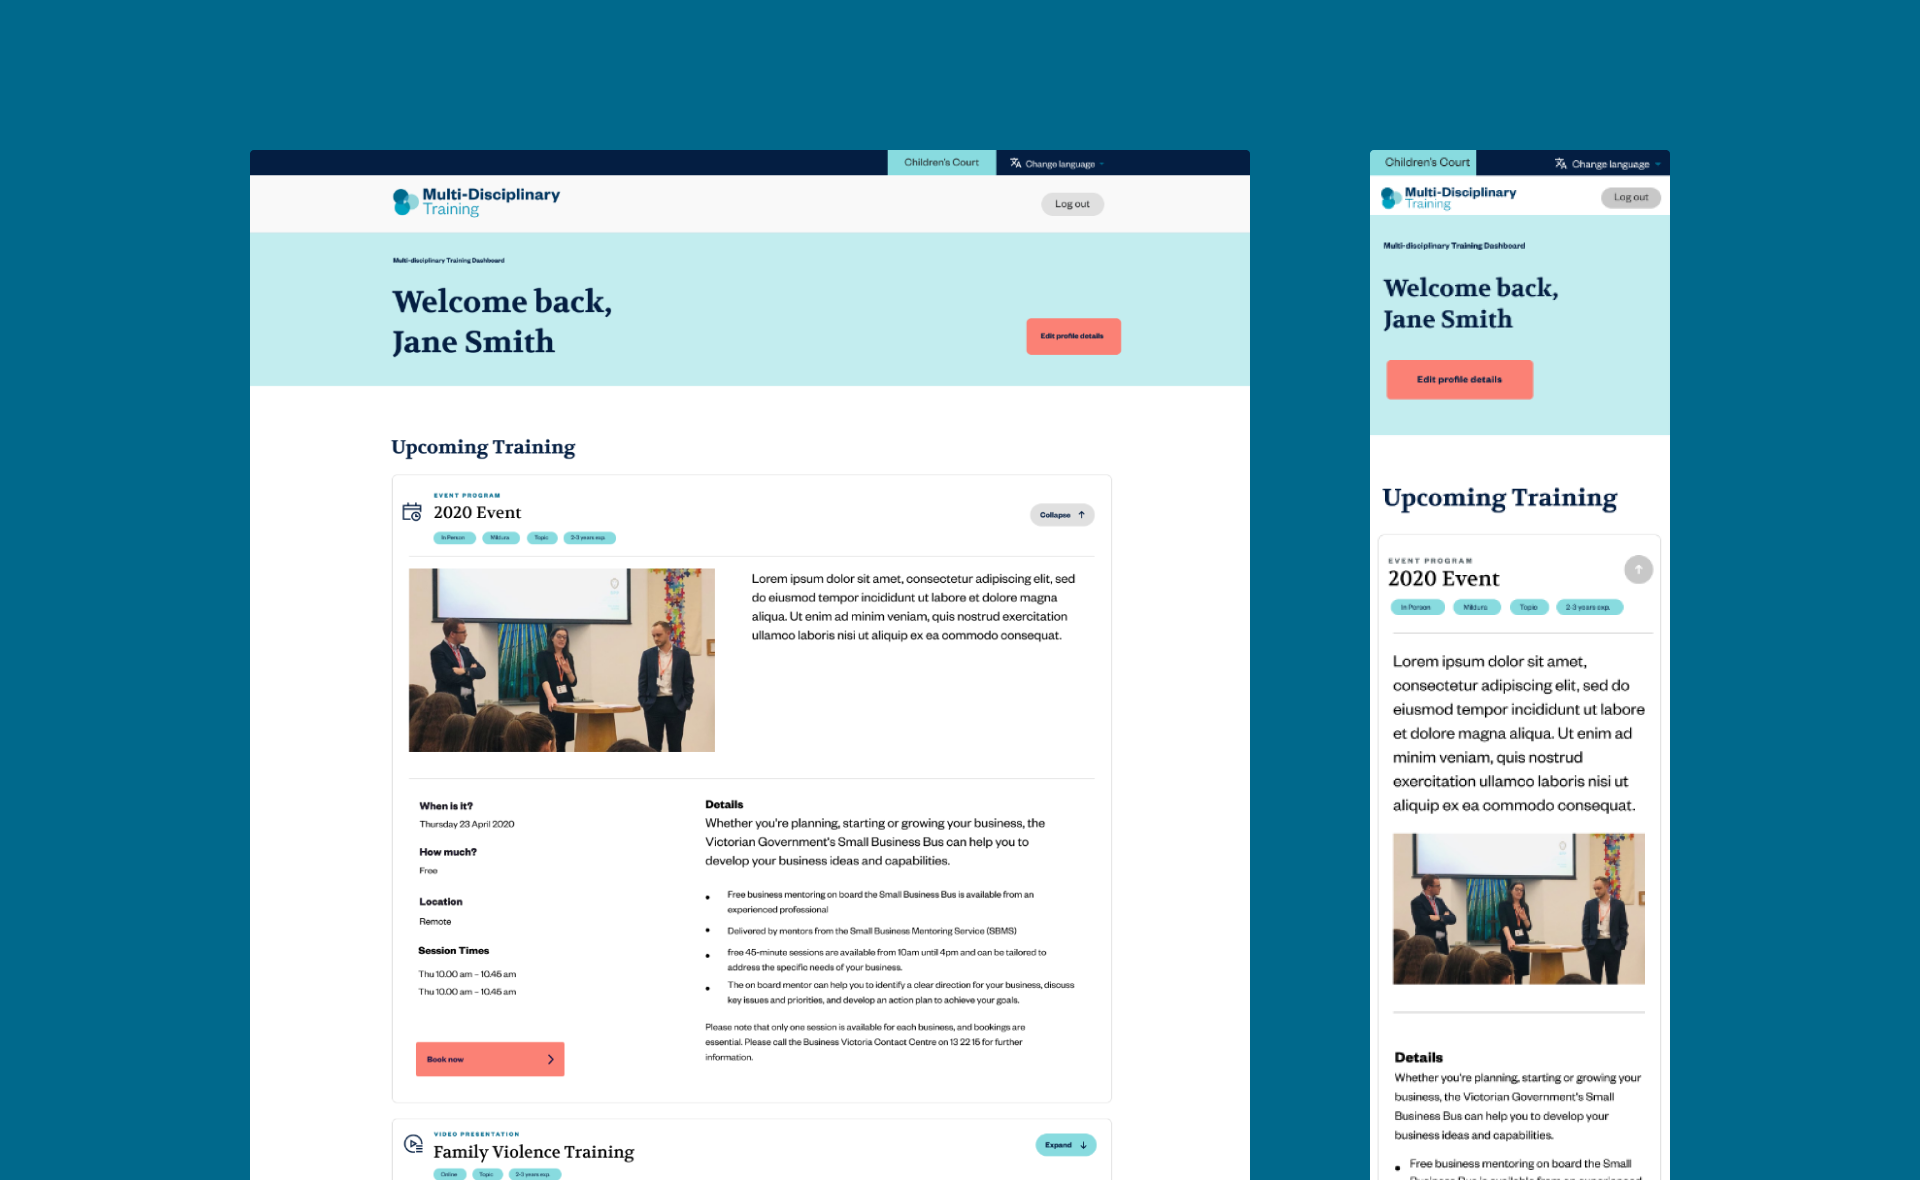 Children's Court
Change language
Multi-Disciplinary
Training
Log out
Multi-disciplinary Training Dashboard
Welcome back,
Jane Smith
Edit profile details
Upcoming Training
EVENT PROGRAM
2020 Event
Collapse
In Person
Mildura
Topic
2-3 years exp.
Lorem ipsum dolor sit amet, consectetur adipiscing elit, sed
do eiusmod tempor incididunt ut labore et dolore magna
aliqua. Ut enim ad minim veniam, quis nostrud exercitation
ullamco laboris nisi ut aliquip ex ea commodo consequat.
When is it?
Thursday 23 April 2020
How much?
Free
Location
Remote
Session Times
Thu 10.00 am – 10.45 am
Thu 10.00 am – 10.45 am
Book now
Details
Whether you're planning, starting or growing your business, the
Victorian Government's Small Business Bus can help you to
develop your business ideas and capabilities.
Free business mentoring on board the Small Business Bus is available from an
experienced professional
Delivered by mentors from the Small Business Mentoring Service (SBMS)
free 45-minute sessions are available from 10am until 4pm and can be tailored to
address the specific needs of your business.
The on board mentor can help you to identify a clear direction for your business, discuss
key issues and priorities, and develop an action plan to achieve your goals.
Please note that only one session is available for each business, and bookings are
essential. Please call the Business Victoria Contact Centre on 13 22 15 for further
information.
VIDEO PRESENTATION
Family Violence Training
Expand
Online
Topic
2-3 years exp.
Children's Court
Change language
Multi-Disciplinary
Training
Log out
Multi-disciplinary Training Dashboard
Welcome back,
Jane Smith
Edit profile details
Upcoming Training
EVENT PROGRAM
2020 Event
In Person
Mildura
Topic
2-3 years exp.
Lorem ipsum dolor sit amet,
consectetur adipiscing elit, sed do
eiusmod tempor incididunt ut labore
et dolore magna aliqua. Ut enim ad
minim veniam, quis nostrud
exercitation ullamco laboris nisi ut
aliquip ex ea commodo consequat.
Details
Whether you're planning, starting or growing your
business, the Victorian Government's Small
Business Bus can help you to develop your
business ideas and capabilities.
Free business mentoring on board the Small
Business Bus is available from an experienced